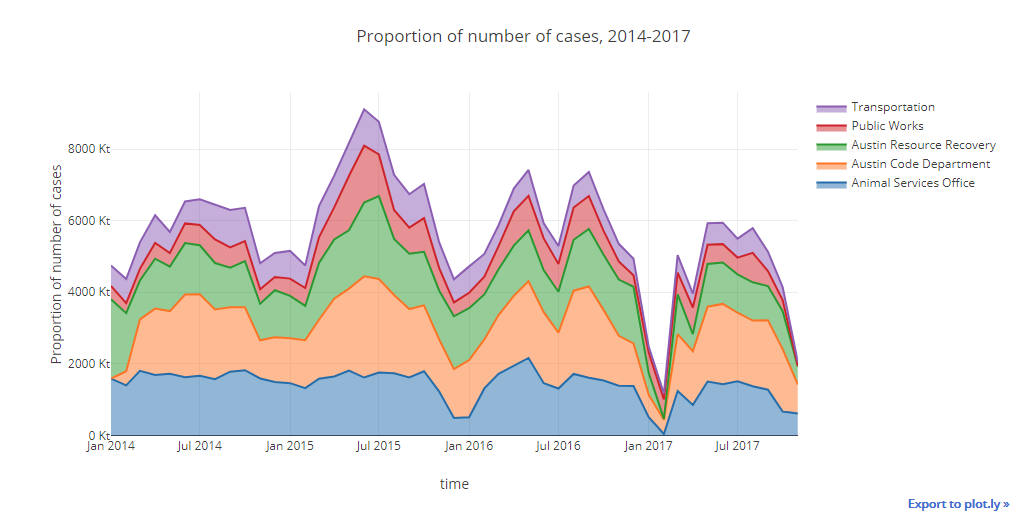 Proportion of number of cases, 2014-2017
Transportation
Public Works
Austin Resource Recovery
Austin Code Department
Animal Services Office
Proportion of number of cases
8000 Kt
6000 Kt
4000 Kt
2000 Kt
0 Kt
Jan 2014 Jul 2014 Jan 2015 Jul 2015 Jan 2016 Jul 2016 Jan 2017 Jul 2017
time
Export to plot.ly »